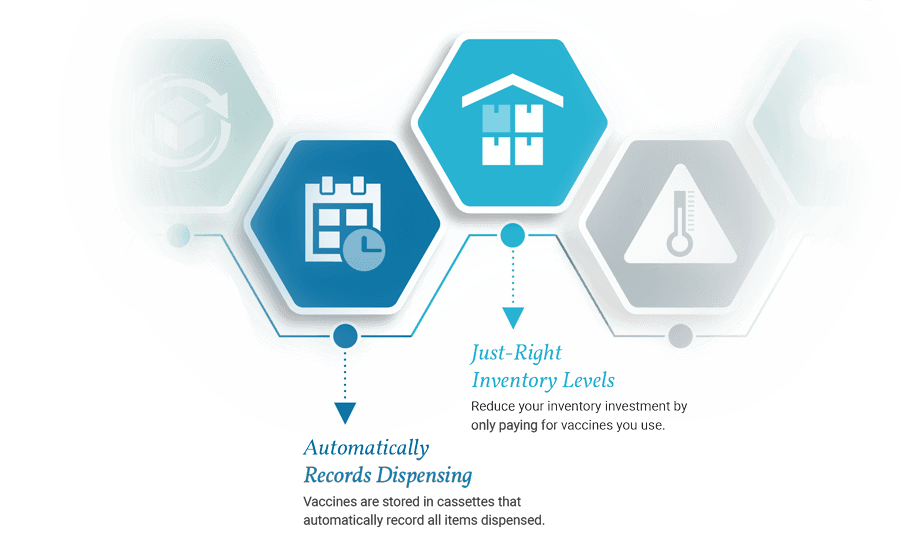 Just-Right
Inventory Levels
Reduce your inventory investment by
only paying for vaccines you use.
Automatically
Records Dispensing
Vaccines are stored in cassettes that
automatically record all items dispensed.